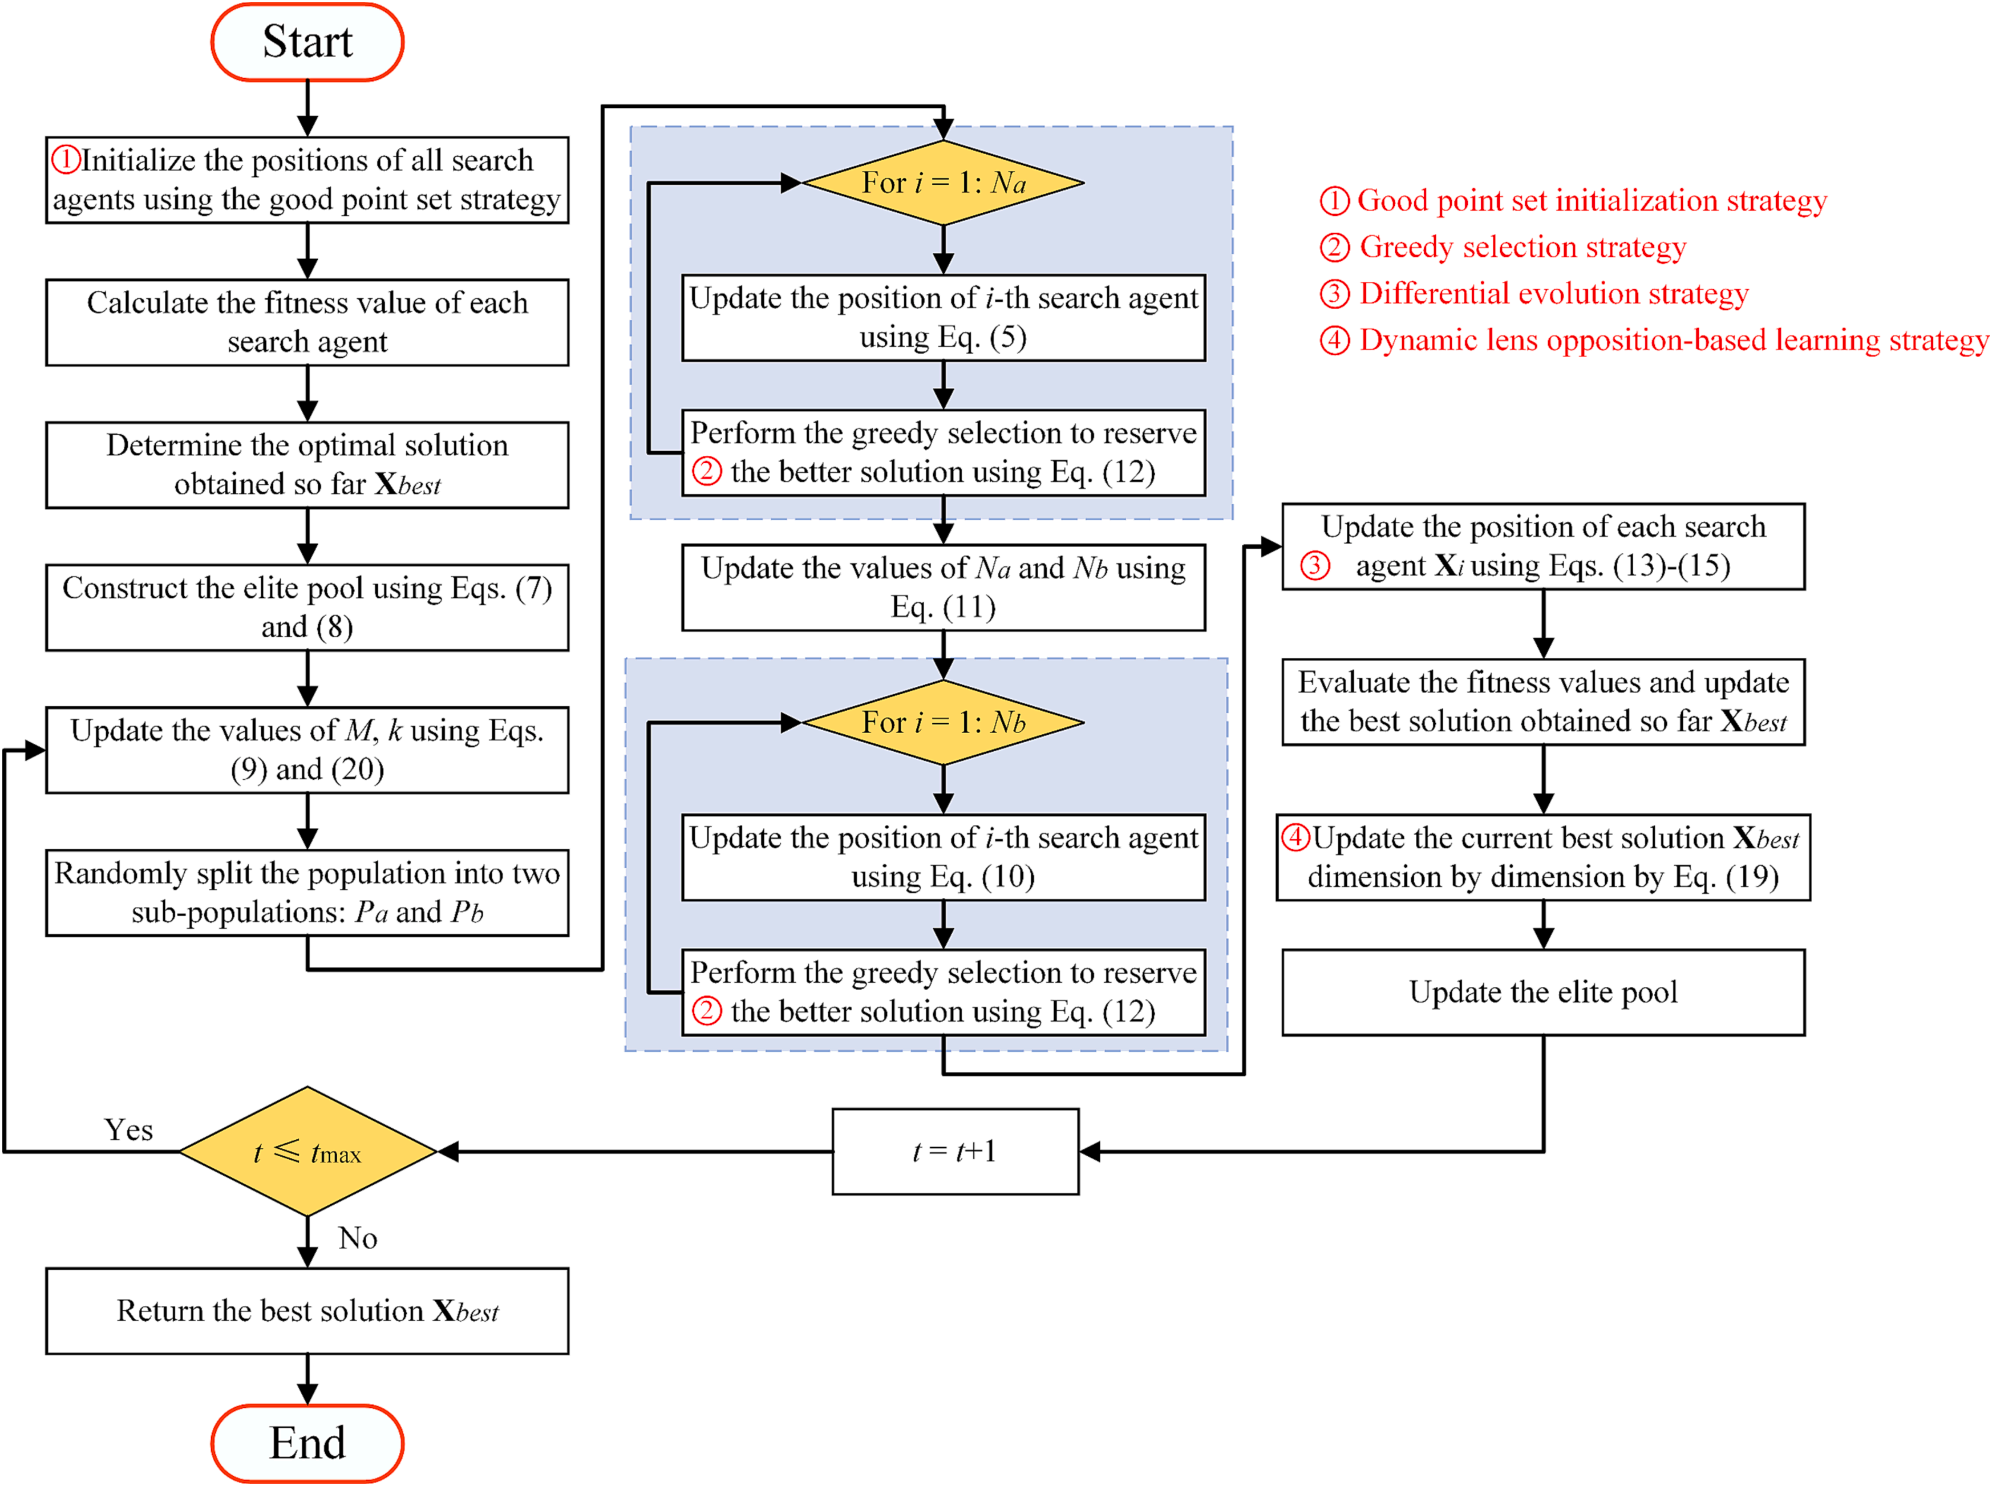 Start
①Initialize the positions of all search
agents using the good point set strategy
Calculate the fitness value of each
search agent
Determine the optimal solution
obtained so far Xbest
Construct the elite pool using Eqs. (7)
and (8)
Update the values of M, k using Eqs.
(9) and (20)
Randomly split the population into two
sub-populations: Pa and Pb
For i = 1: Na
Update the position of i-th search agent
using Eq. (5)
Perform the greedy selection to reserve
② the better solution using Eq. (12)
Update the values of Na and Nb using
Eq. (11)
For i = 1: Nb
Update the position of i-th search agent
using Eq. (10)
Perform the greedy selection to reserve
② the better solution using Eq. (12)
① Good point set initialization strategy
② Greedy selection strategy
③ Differential evolution strategy
④ Dynamic lens opposition-based learning strategy
Update the position of each search
③ agent Xi using Eqs. (13)-(15)
Evaluate the fitness values and update
the best solution obtained so far Xbest
④Update the current best solution Xbest
dimension by dimension by Eq. (19)
Update the elite pool
t = t+1
t ⩽ tmax
Yes
No
Return the best solution Xbest
End